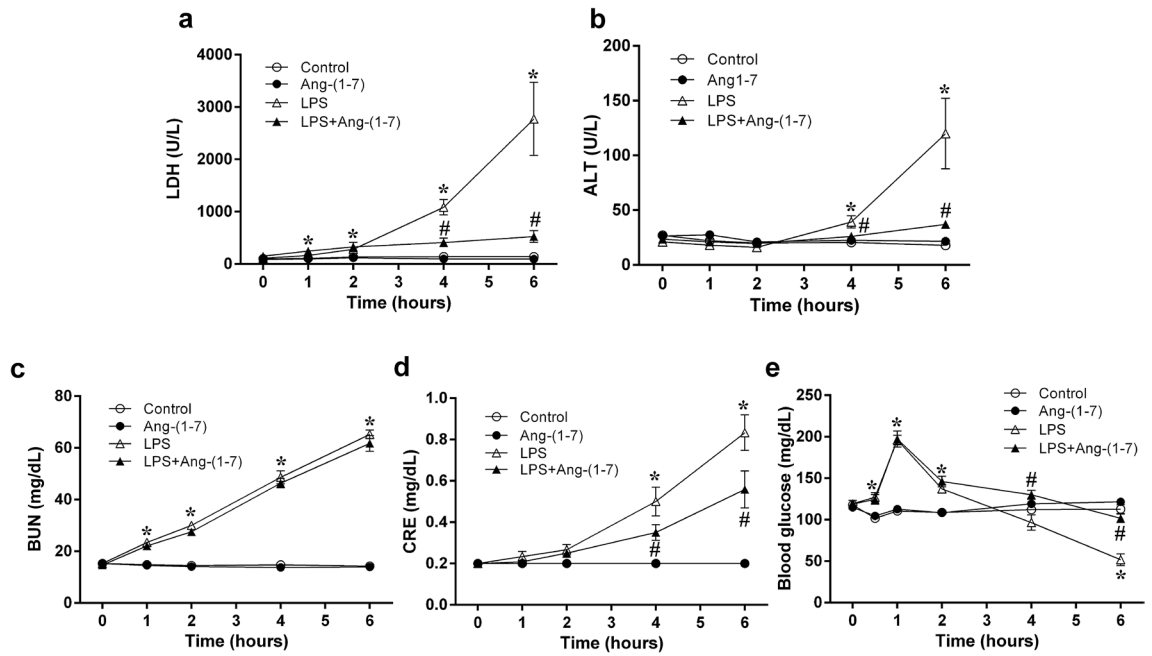 a
4000
3000
2000
1000
0
LDH (U/L)
Control
Ang-(1-7)
LPS
LPS+Ang-(1-7)
*
*
*
*
#
#
0 1 2 3 4 5 6
Time (hours)
b
200
150
100
50
0
ALT (U/L)
Control
Ang1-7
LPS
LPS+Ang-(1-7)
*
*
#
#
0 1 2 3 4 5 6
Time (hours)
c
80
60
40
20
0
BUN (mg/dL)
Control
Ang-(1-7)
LPS
LPS+Ang-(1-7)
*
*
*
*
0 1 2 3 4 5 6
Time (hours)
d
1.0
0.8
0.6
0.4
0.2
0.0
CRE (mg/dL)
Control
Ang-(1-7)
LPS
LPS+Ang-(1-7)
*
*
#
#
0 1 2 3 4 5 6
Time (hours)
e
250
200
150
100
50
0
Blood glucose (mg/dL)
Control
Ang-(1-7)
LPS
LPS+Ang-(1-7)
*
*
*
#
#
*
0 1 2 3 4 5 6
Time (hours)